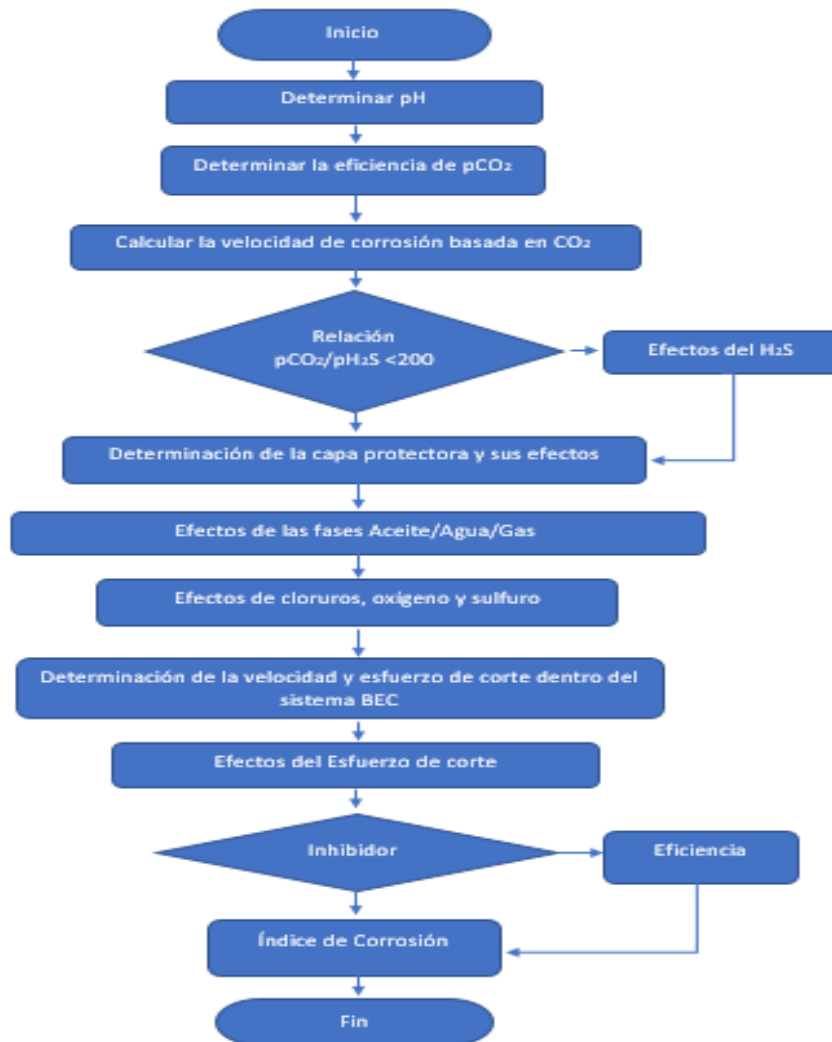 Inicio
Determinar pH
Determinar la eficiencia de pCO₂
Calcular la velocidad de corrosión basada en CO₂
Relación
pCO₂/pH₂S <200
Efectos del H₂S
Determinación de la capa protectora y sus efectos
Efectos de las fases Aceite/Agua/Gas
Efectos de cloruros, oxigeno y sulfuro
Determinación de la velocidad y esfuerzo de corte dentro del
sistema BEC
Efectos del Esfuerzo de corte
Inhibidor
Eficiencia
Índice de Corrosión
Fin